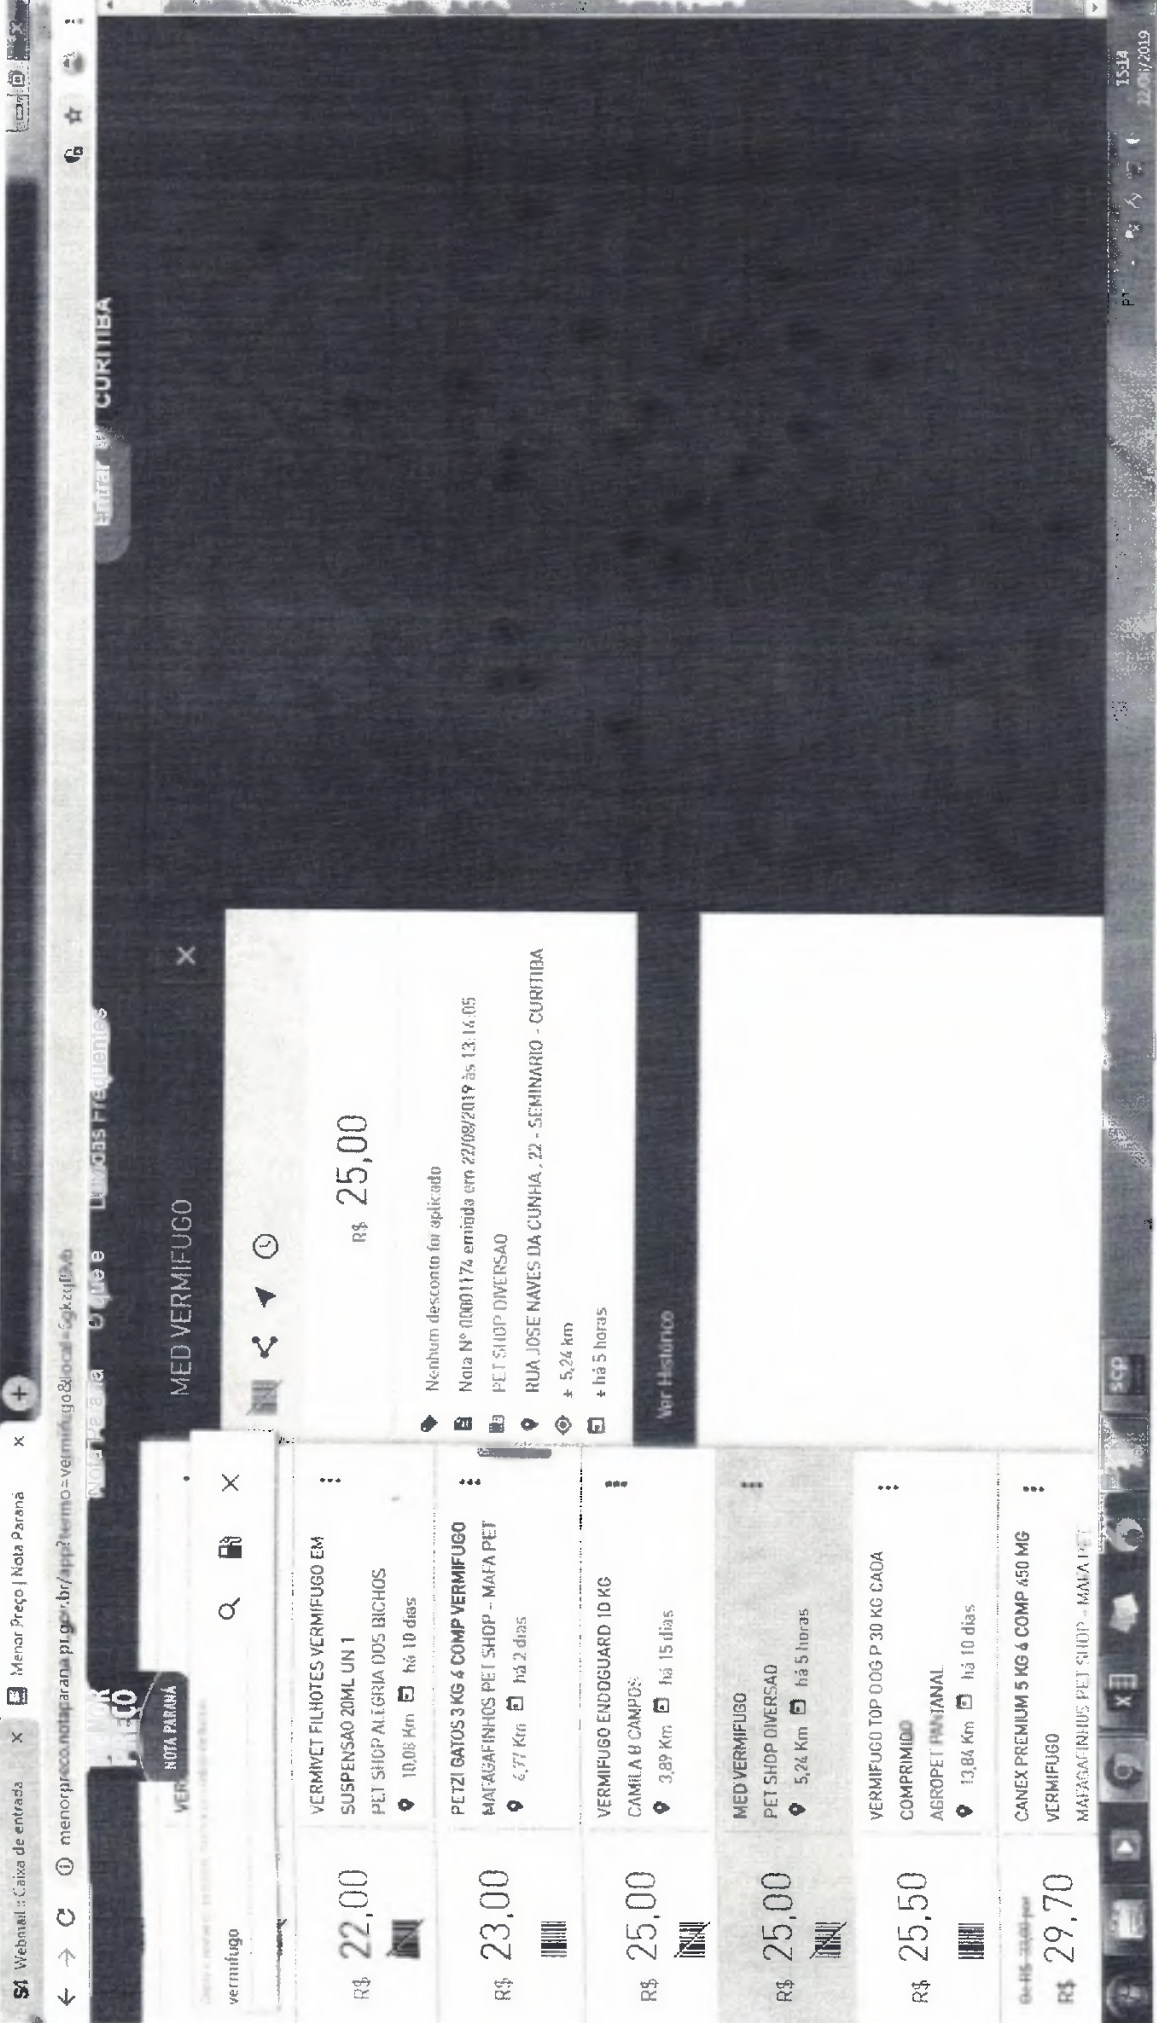 Webmail :: Caixa de entrada
Menor Preço | Nota Paraná
menorpreco.notaparana.pr.gov.br/app?termo=vermifugo&local=
NOTA PARANÁ
Nota Paraná
O que é
Dúvidas Frequentes
Entrar
CURITIBA
vermifugo
R$ 22,00
VERMIVET FILHOTES VERMIFUGO EM
SUSPENSAO 20ML UN 1
PET SHOP ALEGRIA DOS BICHOS
10,08 Km há 10 dias
R$ 23,00
PETZI GATOS 3 KG 4 COMP VERMIFUGO
MAFAGAFINHOS PET SHOP - MAFA PET
4,77 Km há 2 dias
R$ 25,00
VERMIFUGO ENDOGUARD 10 KG
CAMILA B CAMPOS
3,89 Km há 15 dias
R$ 25,00
MED VERMIFUGO
PET SHOP DIVERSAO
5,24 Km há 5 horas
R$ 25,50
VERMIFUGO TOP DOG P 30 KG CADA
COMPRIMIDO
AGROPET PANTANAL
13,84 Km há 10 dias
R$ 29,70
CANEX PREMIUM 5 KG 4 COMP 450 MG
VERMIFUGO
MAFAGAFINHOS PET SHOP - MAFA PET
MED VERMIFUGO
R$ 25,00
Nenhum desconto foi aplicado
Nota Nº 00001174 emitida em 22/08/2019 às 13:14:05
PET SHOP DIVERSAO
RUA JOSE NAVES DA CUNHA, 22 - SEMINARIO - CURITIBA
± 5,24 km
± há 5 horas
Ver Histórico
scp
PT
15:14